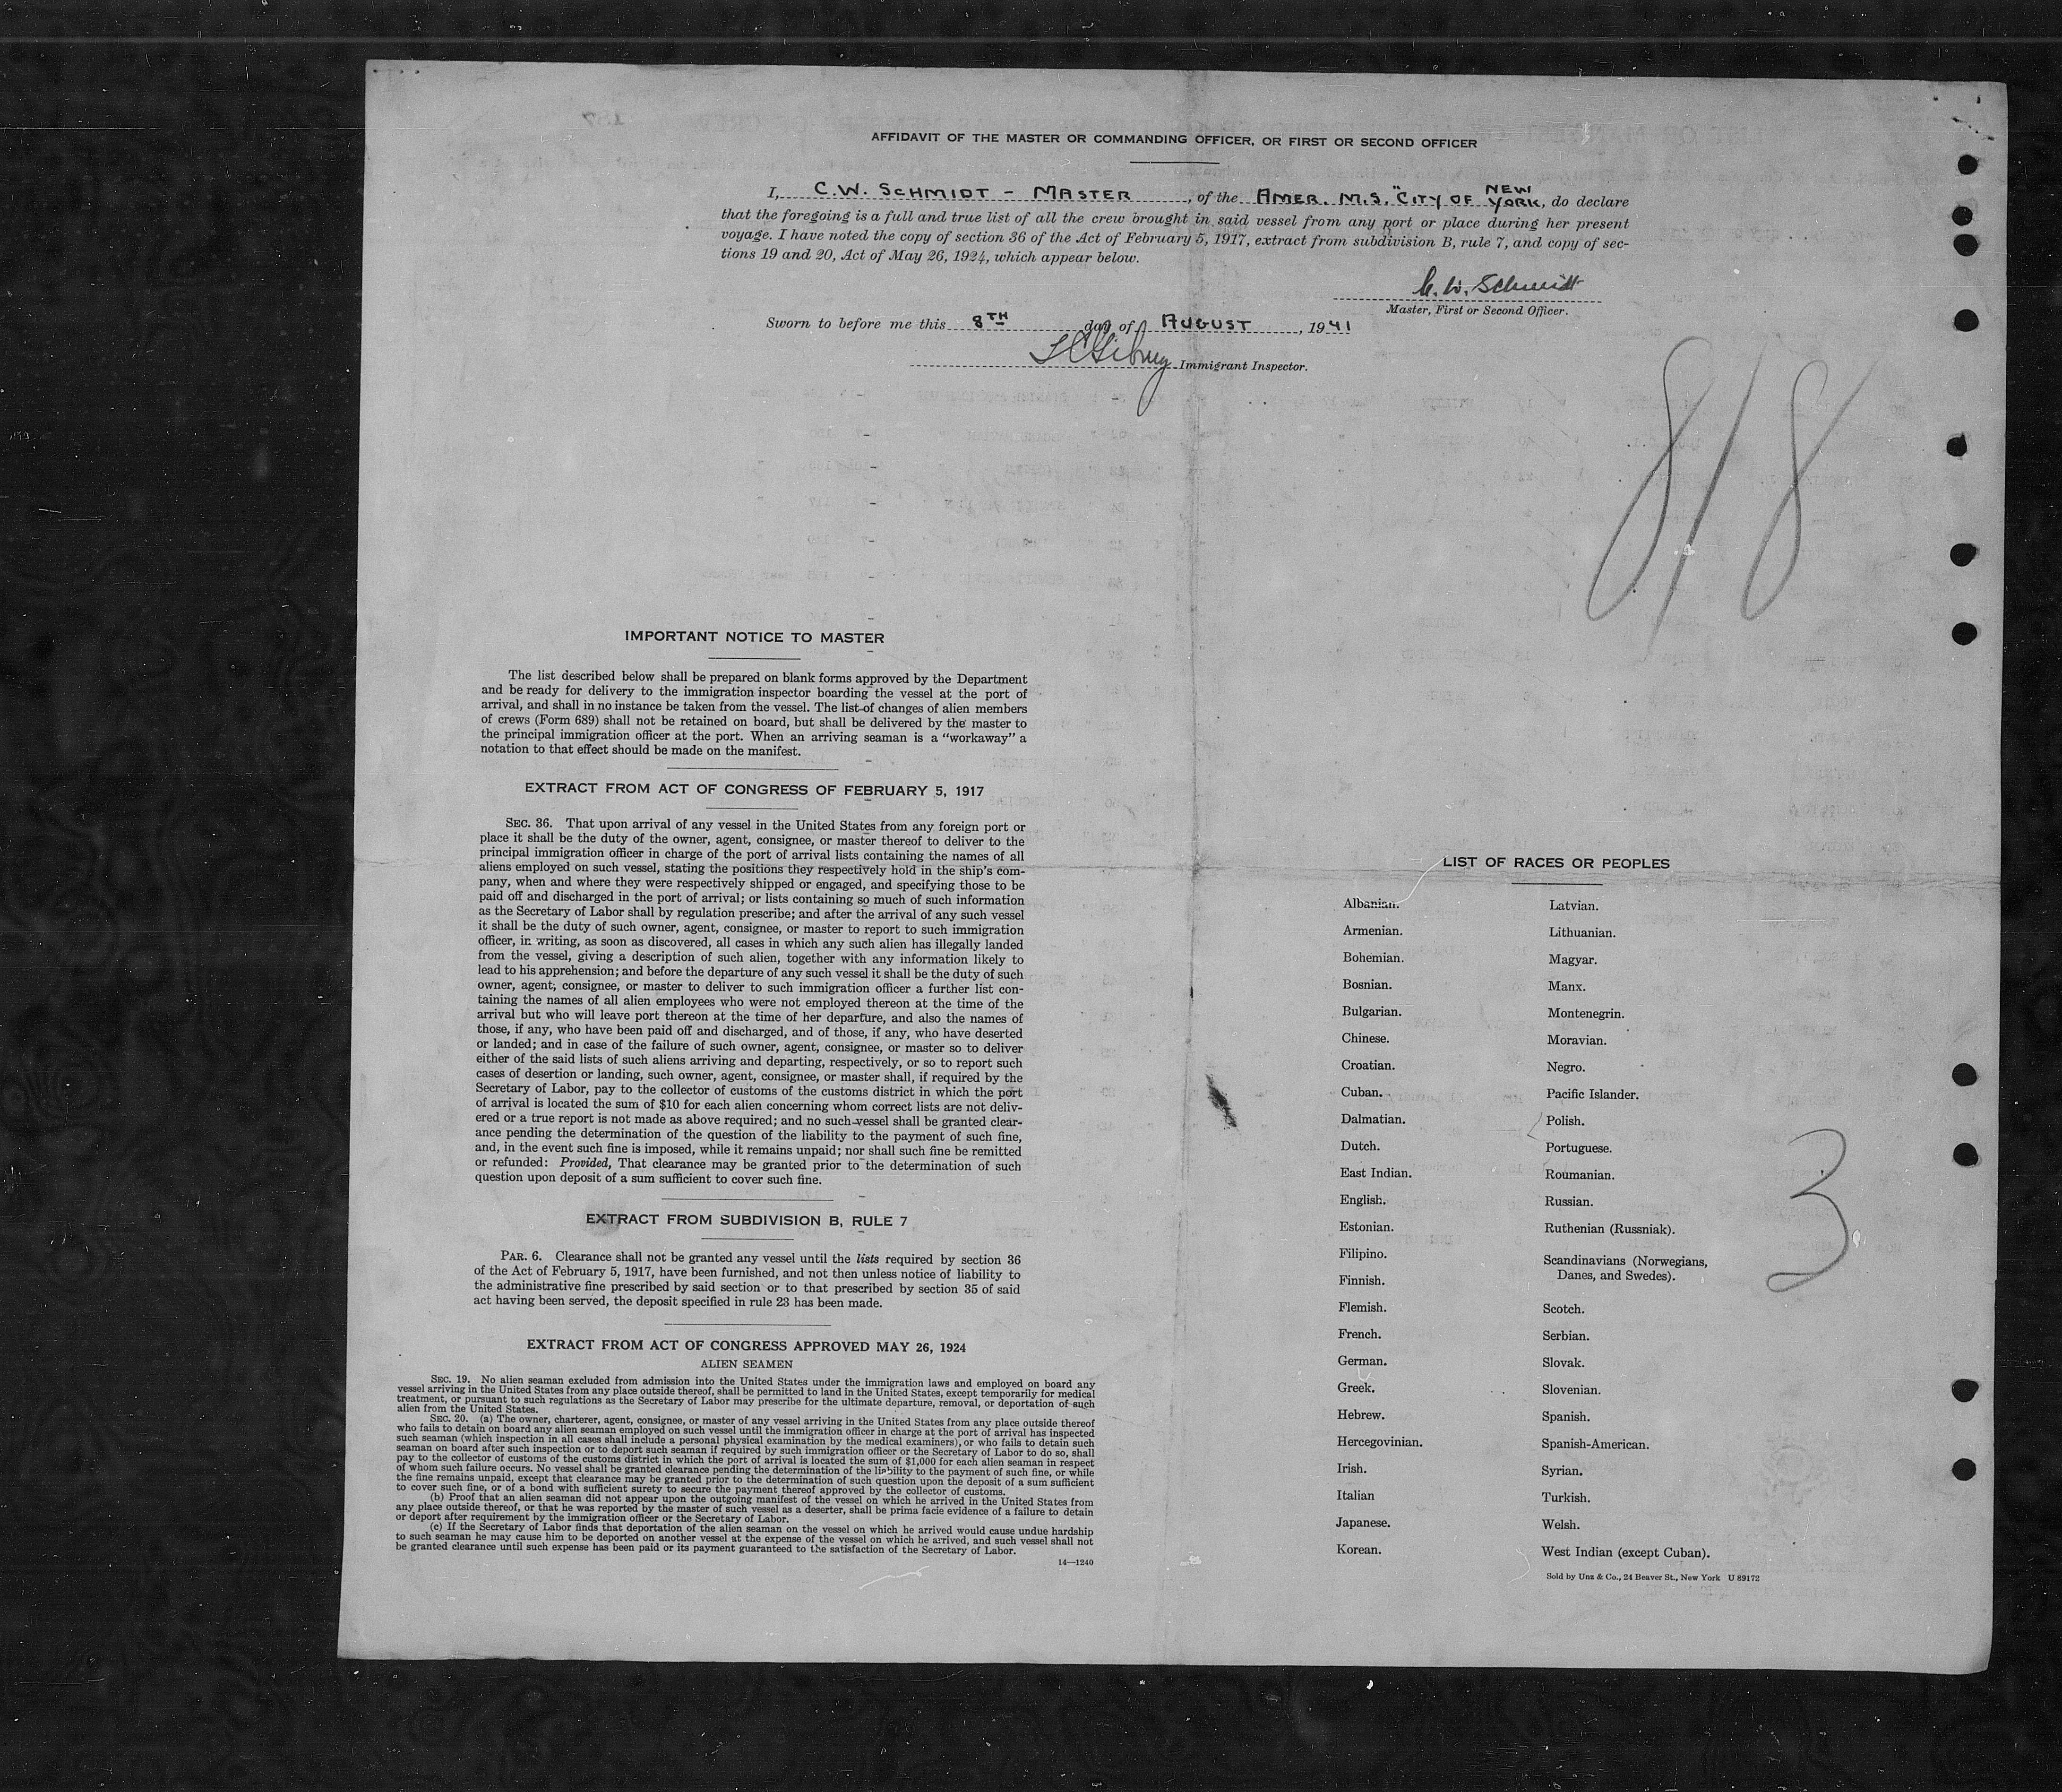 AFFIDAVIT OF THE MASTER OR COMMANDING OFFICER, OR FIRST OR SECOND OFFICER
I, C.W. SCHMIDT - MASTER, of the AMER. M.S. "CITY OF NEW YORK, do declare
that the foregoing is a full and true list of all the crew brought in said vessel from any port or place during her present
voyage. I have noted the copy of section 36 of the Act of February 5, 1917, extract from subdivision B, rule 7, and copy of sec-
tions 19 and 20, Act of May 26, 1924, which appear below.
C. W. Schmidt
Master, First or Second Officer.
Sworn to before me this 8TH day of AUGUST, 1941
Immigrant Inspector.
8/8
IMPORTANT NOTICE TO MASTER
The list described below shall be prepared on blank forms approved by the Department
and be ready for delivery to the immigration inspector boarding the vessel at the port of
arrival, and shall in no instance be taken from the vessel. The list of changes of alien members
of crews (Form 689) shall not be retained on board, but shall be delivered by the master to
the principal immigration officer at the port. When an arriving seaman is a "workaway" a
notation to that effect should be made on the manifest.
EXTRACT FROM ACT OF CONGRESS OF FEBRUARY 5, 1917
SEC. 36. That upon arrival of any vessel in the United States from any foreign port or
place it shall be the duty of the owner, agent, consignee, or master thereof to deliver to the
principal immigration officer in charge of the port of arrival lists containing the names of all
aliens employed on such vessel, stating the positions they respectively hold in the ship's com-
pany, when and where they were respectively shipped or engaged, and specifying those to be
paid off and discharged in the port of arrival; or lists containing so much of such information
as the Secretary of Labor shall by regulation prescribe; and after the arrival of any such vessel
it shall be the duty of such owner, agent, consignee, or master to report to such immigration
officer, in writing, as soon as discovered, all cases in which any such alien has illegally landed
from the vessel, giving a description of such alien, together with any information likely to
lead to his apprehension; and before the departure of any such vessel it shall be the duty of such
owner, agent, consignee, or master to deliver to such immigration officer a further list con-
taining the names of all alien employees who were not employed thereon at the time of the
arrival but who will leave port thereon at the time of her departure, and also the names of
those, if any, who have been paid off and discharged, and of those, if any, who have deserted
or landed; and in case of the failure of such owner, agent, consignee, or master so to deliver
either of the said lists of such aliens arriving and departing, respectively, or so to report such
cases of desertion or landing, such owner, agent, consignee, or master shall, if required by the
Secretary of Labor, pay to the collector of customs of the customs district in which the port
of arrival is located the sum of $10 for each alien concerning whom correct lists are not deliv-
ered or a true report is not made as above required; and no such vessel shall be granted clear-
ance pending the determination of the question of the liability to the payment of such fine,
and, in the event such fine is imposed, while it remains unpaid; nor shall such fine be remitted
or refunded: Provided, That clearance may be granted prior to the determination of such
question upon deposit of a sum sufficient to cover such fine.
EXTRACT FROM SUBDIVISION B, RULE 7
PAR. 6. Clearance shall not be granted any vessel until the lists required by section 36
of the Act of February 5, 1917, have been furnished, and not then unless notice of liability to
the administrative fine prescribed by said section or to that prescribed by section 35 of said
act having been served, the deposit specified in rule 23 has been made.
EXTRACT FROM ACT OF CONGRESS APPROVED MAY 26, 1924
ALIEN SEAMEN
SEC. 19. No alien seaman excluded from admission into the United States under the immigration laws and employed on board any
vessel arriving in the United States from any place outside thereof, shall be permitted to land in the United States, except temporarily for medical
treatment, or pursuant to such regulations as the Secretary of Labor may prescribe for the ultimate departure, removal, or deportation of such
alien from the United States.
SEC. 20. (a) The owner, charterer, agent, consignee, or master of any vessel arriving in the United States from any place outside thereof
who fails to detain on board any alien seaman employed on such vessel until the immigration officer in charge at the port of arrival has inspected
such seaman (which inspection in all cases shall include a personal physical examination by the medical examiners), or who fails to detain such
seaman on board after such inspection or to deport such seaman if required by such immigration officer or the Secretary of Labor to do so, shall
pay to the collector of customs of the customs district in which the port of arrival is located the sum of $1,000 for each alien seaman in respect
of whom such failure occurs. No vessel shall be granted clearance pending the determination of the liability to the payment of such fine, or while
the fine remains unpaid, except that clearance may be granted prior to the determination of such question upon the deposit of a sum sufficient
to cover such fine, or of a bond with sufficient surety to secure the payment thereof approved by the collector of customs.
(b) Proof that an alien seaman did not appear upon the outgoing manifest of the vessel on which he arrived in the United States from
any place outside thereof, or that he was reported by the master of such vessel as a deserter, shall be prima facie evidence of a failure to detain
or deport after requirement by the immigration officer or the Secretary of Labor.
(c) If the Secretary of Labor finds that deportation of the alien seaman on the vessel on which he arrived would cause undue hardship
to such seaman he may cause him to be deported on another vessel at the expense of the vessel on which he arrived, and such vessel shall not
be granted clearance until such expense has been paid or its payment guaranteed to the satisfaction of the Secretary of Labor.
14—1240
LIST OF RACES OR PEOPLES
Albanian.
Armenian.
Bohemian.
Bosnian.
Bulgarian.
Chinese.
Croatian.
Cuban.
Dalmatian.
Dutch.
East Indian.
English.
Estonian.
Filipino.
Finnish.
Flemish.
French.
German.
Greek.
Hebrew.
Hercegovinian.
Irish.
Italian
Japanese.
Korean.
Latvian.
Lithuanian.
Magyar.
Manx.
Montenegrin.
Moravian.
Negro.
Pacific Islander.
Polish.
Portuguese.
Roumanian.
Russian.
Ruthenian (Russniak).
Scandinavians (Norwegians,
Danes, and Swedes).
Scotch.
Serbian.
Slovak.
Slovenian.
Spanish.
Spanish-American.
Syrian.
Turkish.
Welsh.
West Indian (except Cuban).
3
Sold by Unz & Co., 24 Beaver St., New York U 89172